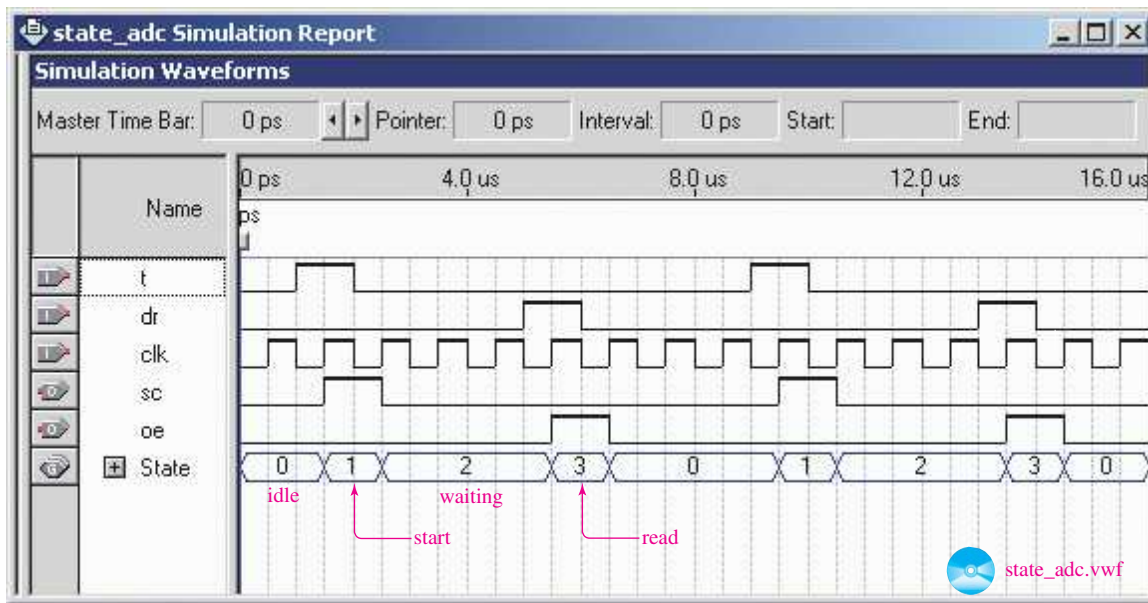 state_adc Simulation Report
Simulation Waveforms
Master Time Bar: 0 ps Pointer: 0 ps Interval: 0 ps Start: End:
Name
0 ps 4.0 us 8.0 us 12.0 us 16.0 us
ps
t
dr
clk
sc
oe
State 0 1 2 3 0 1 2 3 0
idle waiting
start read
state_adc.vwf